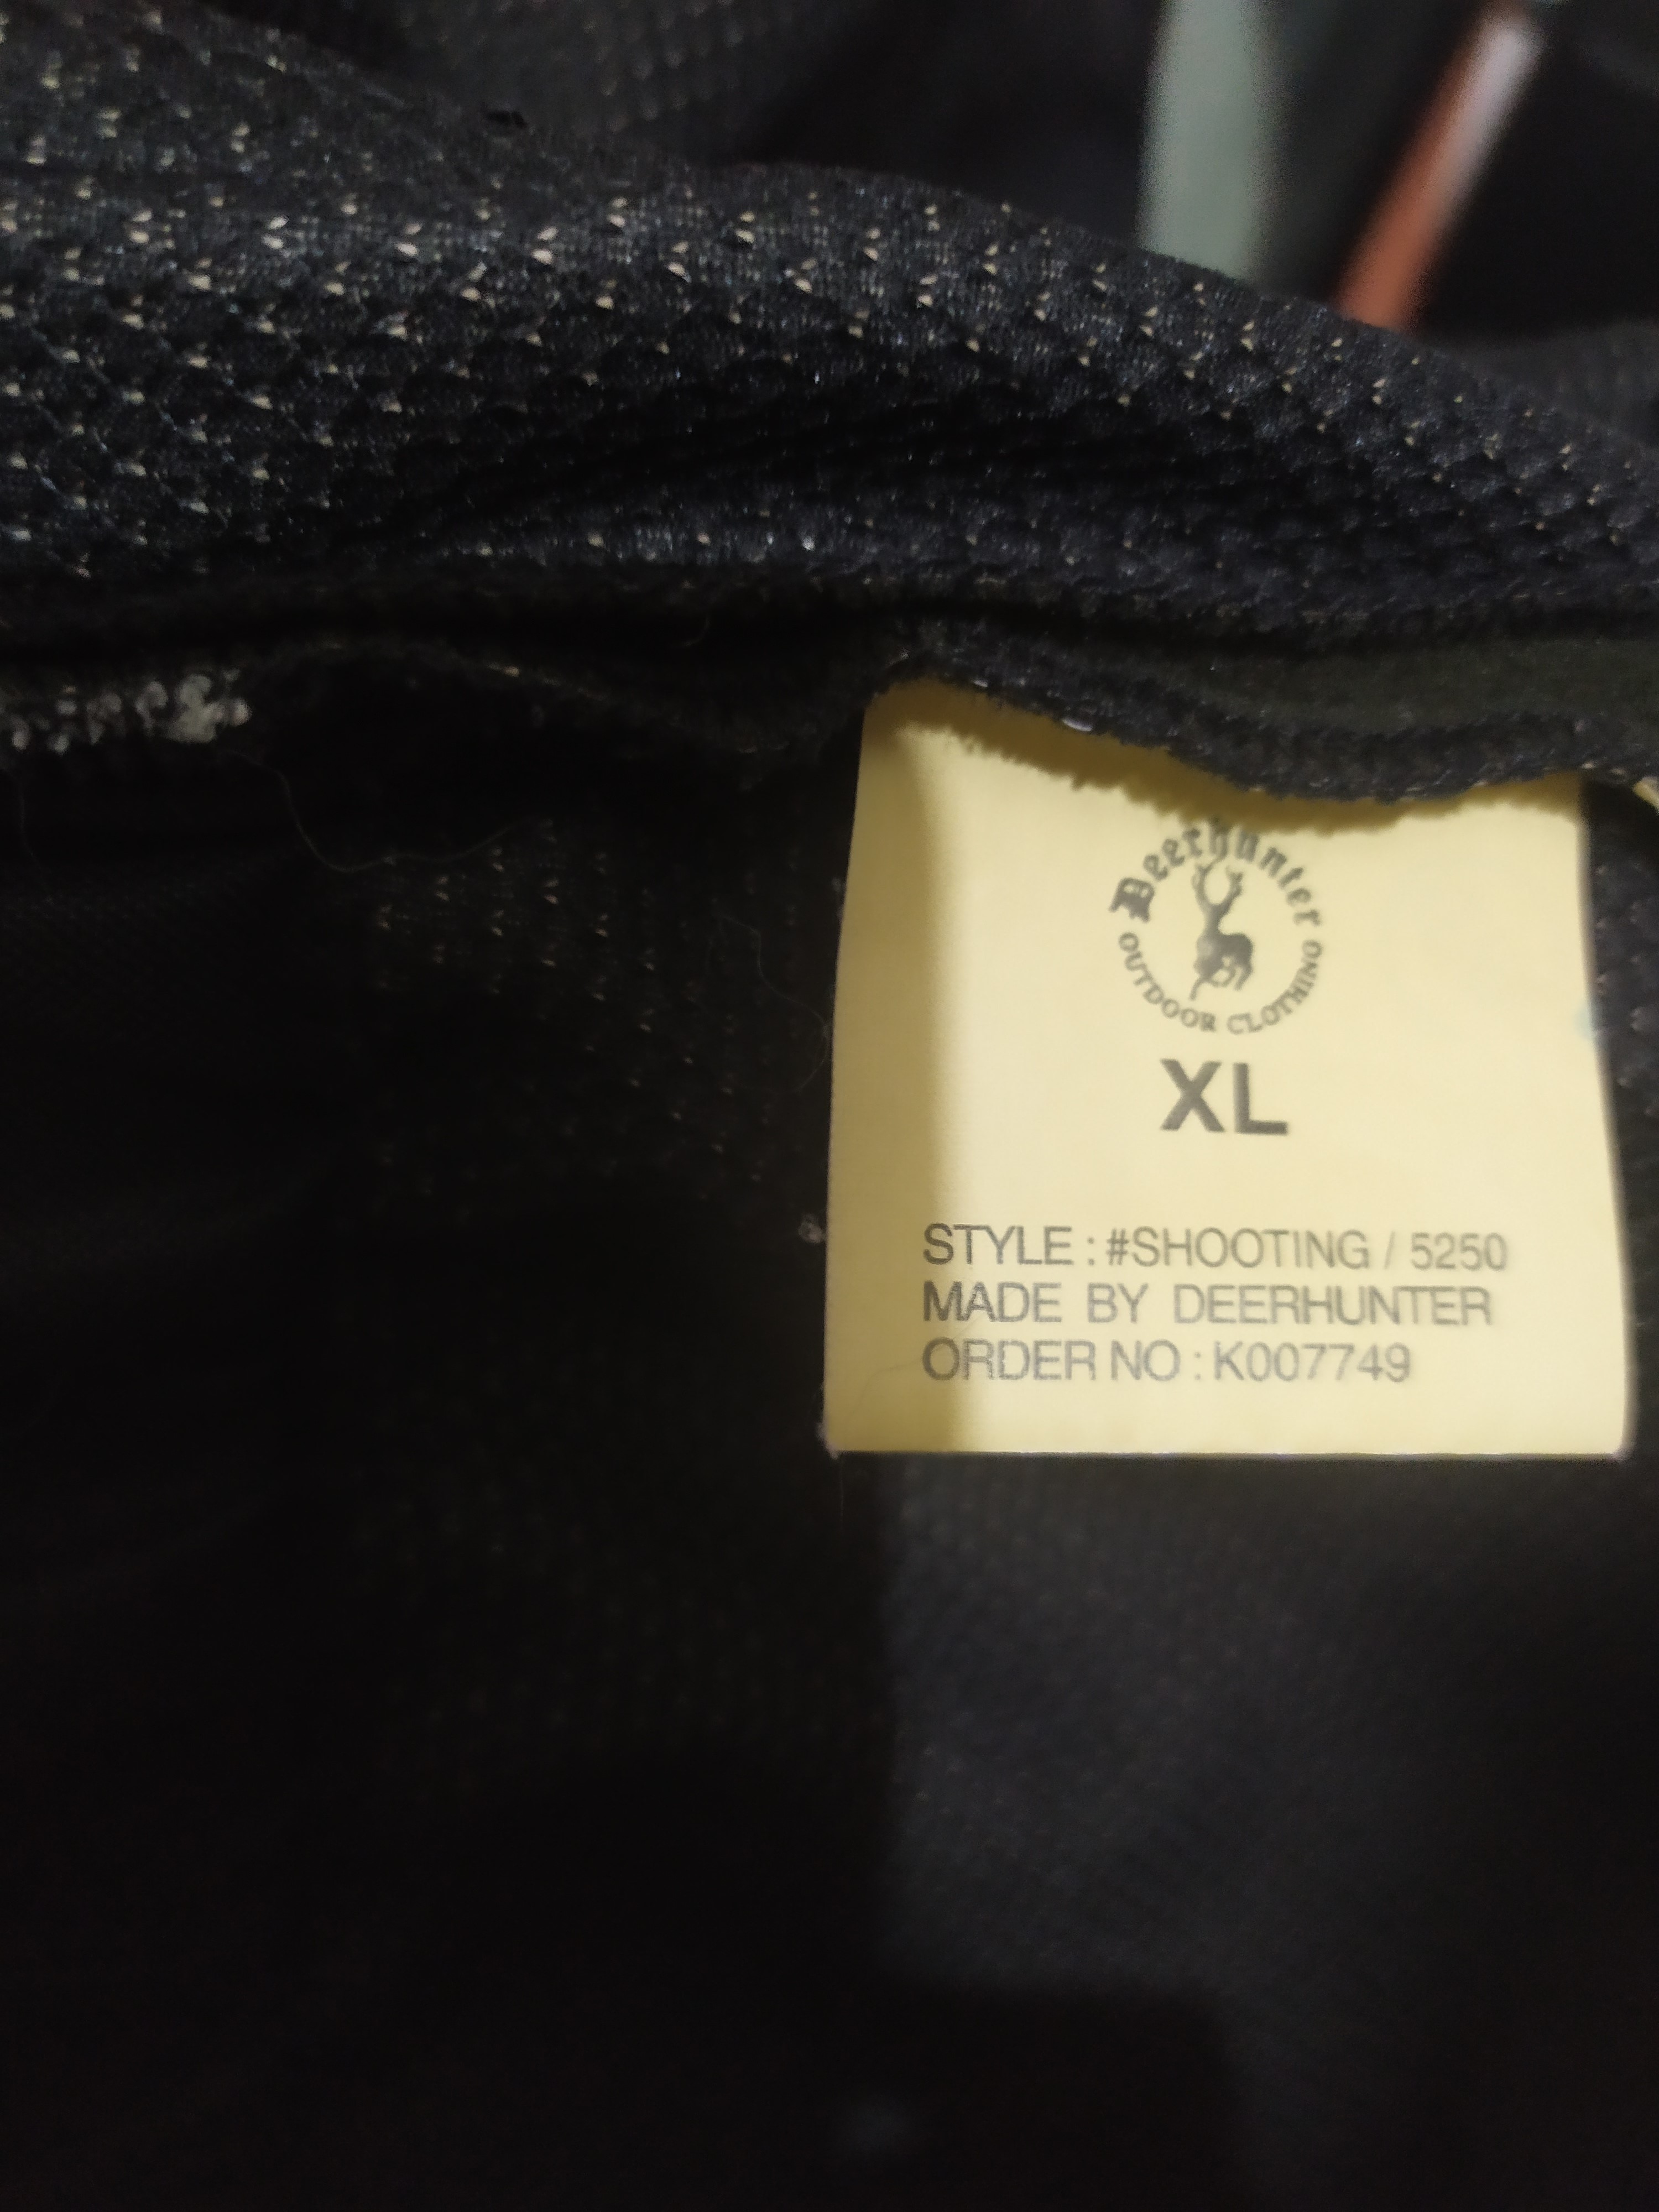 Deerhunter
OUTDOOR CLOTHING
XL
STYLE : #SHOOTING / 5250
MADE BY DEERHUNTER
ORDER NO : K007749